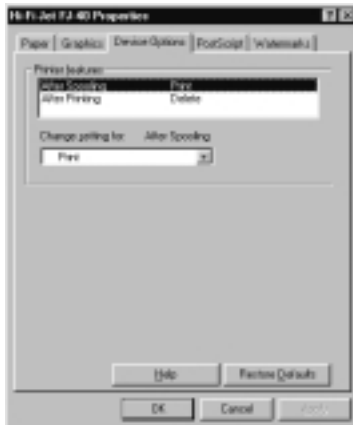 Hi-Fi-Jet FJ-40 Properties
Paper Graphics Device Options PostScript Watermarks
Printer features
After Spooling Print
After Printing Delete
Change setting for: After Spooling
Print
Help Restore Defaults
OK Cancel Apply